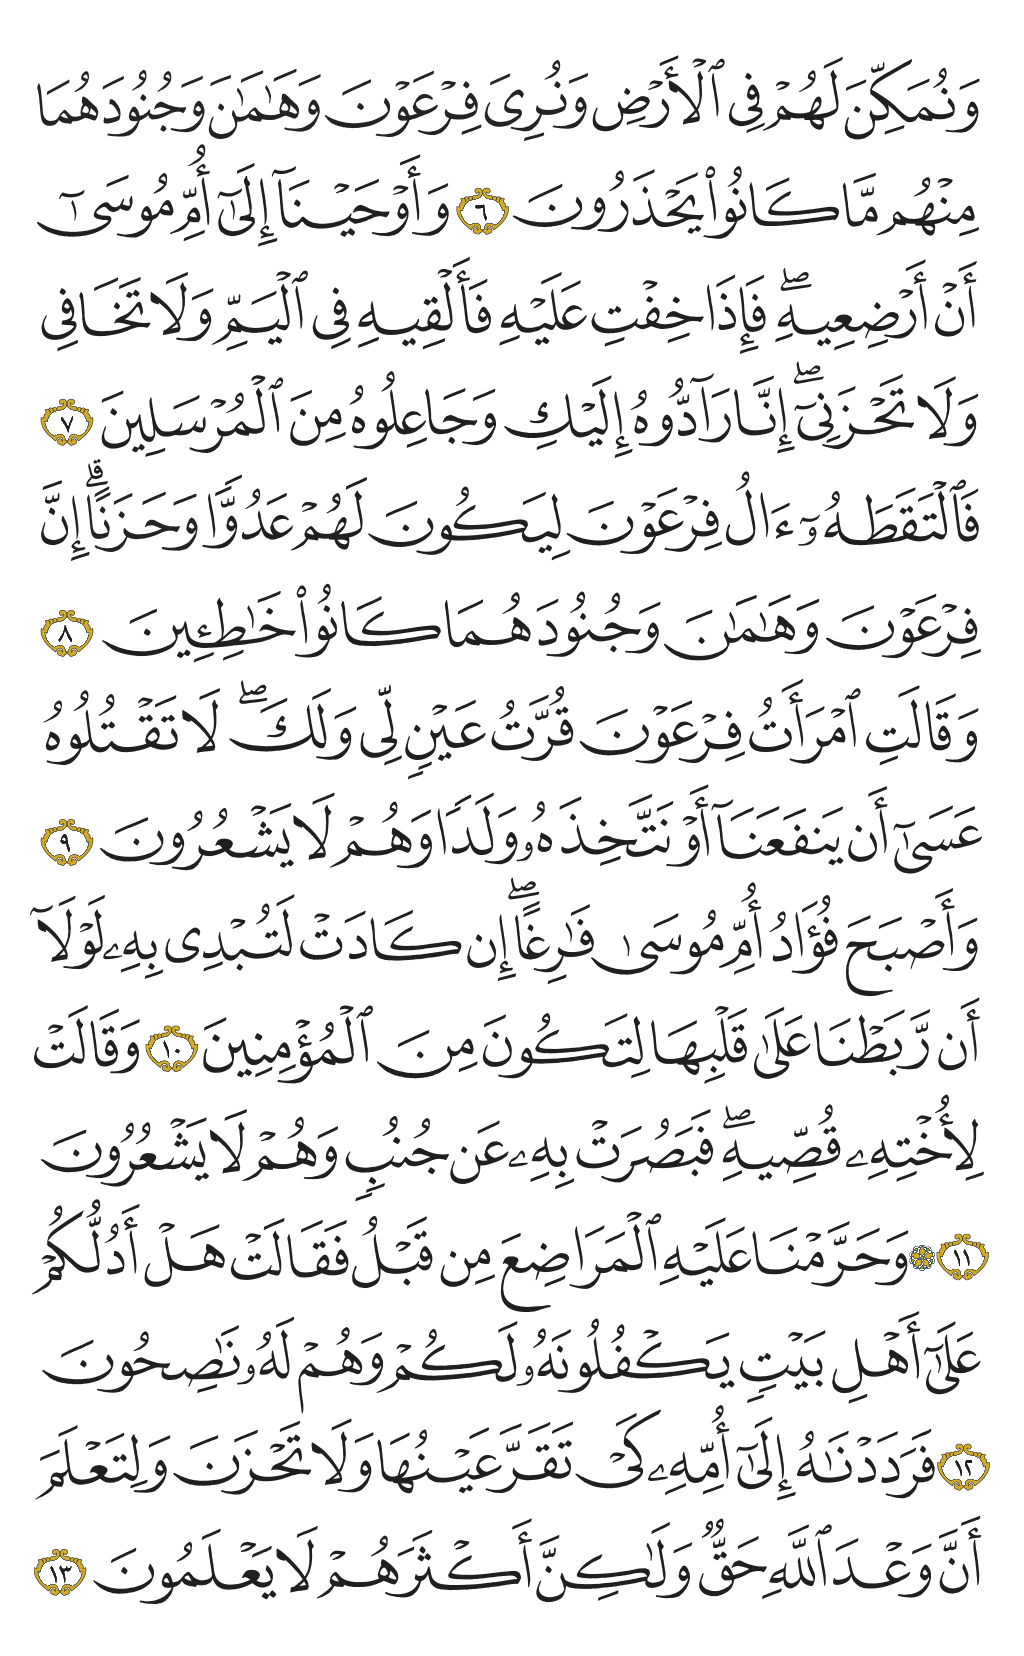 وَنُمَكِّنَ لَهُمْ فِى ٱلْأَرْضِ وَنُرِىَ فِرْعَوْنَ وَهَٰمَٰنَ وَجُنُودَهُمَا
مِنْهُم مَّا كَانُوا۟ يَحْذَرُونَ ٦ وَأَوْحَيْنَآ إِلَىٰٓ أُمِّ مُوسَىٰٓ
أَنْ أَرْضِعِيهِ ۖ فَإِذَا خِفْتِ عَلَيْهِ فَأَلْقِيهِ فِى ٱلْيَمِّ وَلَا تَخَافِى
وَلَا تَحْزَنِىٓ ۖ إِنَّا رَآدُّوهُ إِلَيْكِ وَجَاعِلُوهُ مِنَ ٱلْمُرْسَلِينَ ٧
فَٱلْتَقَطَهُۥٓ ءَالُ فِرْعَوْنَ لِيَكُونَ لَهُمْ عَدُوًّا وَحَزَنًا ۗ إِنَّ
فِرْعَوْنَ وَهَٰمَٰنَ وَجُنُودَهُمَا كَانُوا۟ خَٰطِـِٔينَ ٨
وَقَالَتِ ٱمْرَأَتُ فِرْعَوْنَ قُرَّتُ عَيْنٍ لِّى وَلَكَ ۖ لَا تَقْتُلُوهُ
عَسَىٰٓ أَن يَنفَعَنَآ أَوْ نَتَّخِذَهُۥ وَلَدًا وَهُمْ لَا يَشْعُرُونَ ٩
وَأَصْبَحَ فُؤَادُ أُمِّ مُوسَىٰ فَٰرِغًا ۖ إِن كَادَتْ لَتُبْدِى بِهِۦ لَوْلَآ
أَن رَّبَطْنَا عَلَىٰ قَلْبِهَا لِتَكُونَ مِنَ ٱلْمُؤْمِنِينَ ١٠ وَقَالَتْ
لِأُخْتِهِۦ قُصِّيهِ ۖ فَبَصُرَتْ بِهِۦ عَن جُنُبٍ وَهُمْ لَا يَشْعُرُونَ
١١ ۞ وَحَرَّمْنَا عَلَيْهِ ٱلْمَرَاضِعَ مِن قَبْلُ فَقَالَتْ هَلْ أَدُلُّكُمْ
عَلَىٰٓ أَهْلِ بَيْتٍ يَكْفُلُونَهُۥ لَكُمْ وَهُمْ لَهُۥ نَٰصِحُونَ
١٢ فَرَدَدْنَٰهُ إِلَىٰٓ أُمِّهِۦ كَىْ تَقَرَّ عَيْنُهَا وَلَا تَحْزَنَ وَلِتَعْلَمَ
أَنَّ وَعْدَ ٱللَّهِ حَقٌّ وَلَٰكِنَّ أَكْثَرَهُمْ لَا يَعْلَمُونَ ١٣